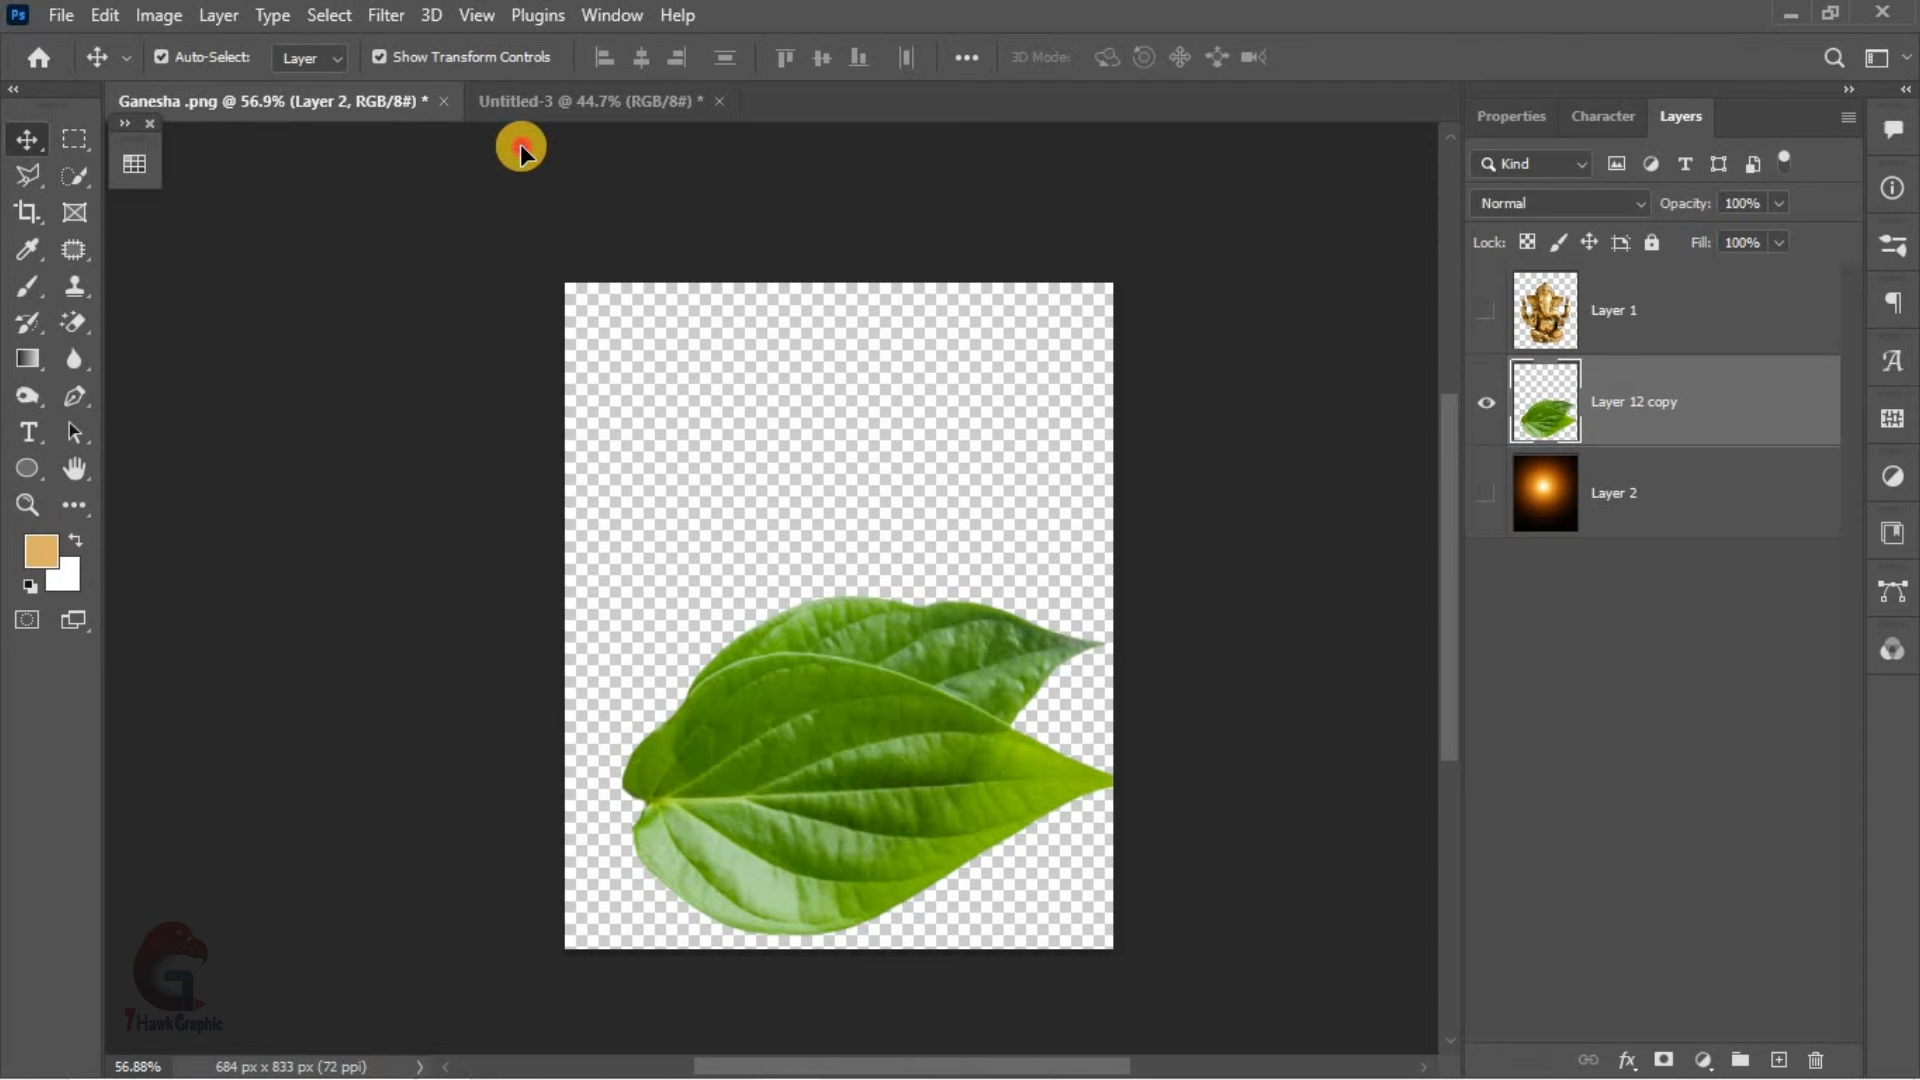 Ps File Edit Image Layer Type Select Filter 3D View Plugins Window Help
Auto-Select: Layer Show Transform Controls 3D Mode:
Ganesha .png @ 56.9% (Layer 2, RGB/8#) * Untitled-3 @ 44.7% (RGB/8#) *
Properties Character Layers
Kind
Normal Opacity: 100%
Lock: Fill: 100%
Layer 1
Layer 12 copy
Layer 2
7HawkGraphic
56.88% 684 px x 833 px (72 ppi)